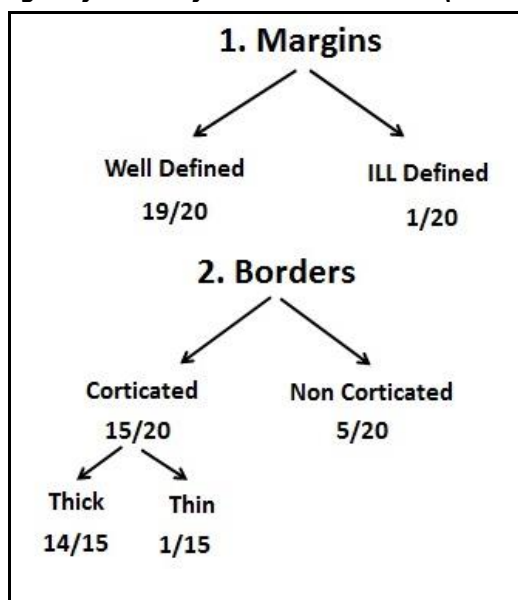 1. Margins
Well Defined
ILL Defined
19/20
1/20
2. Borders
Corticated
Non Corticated
15/20
5/20
Thick
Thin
14/15
1/15